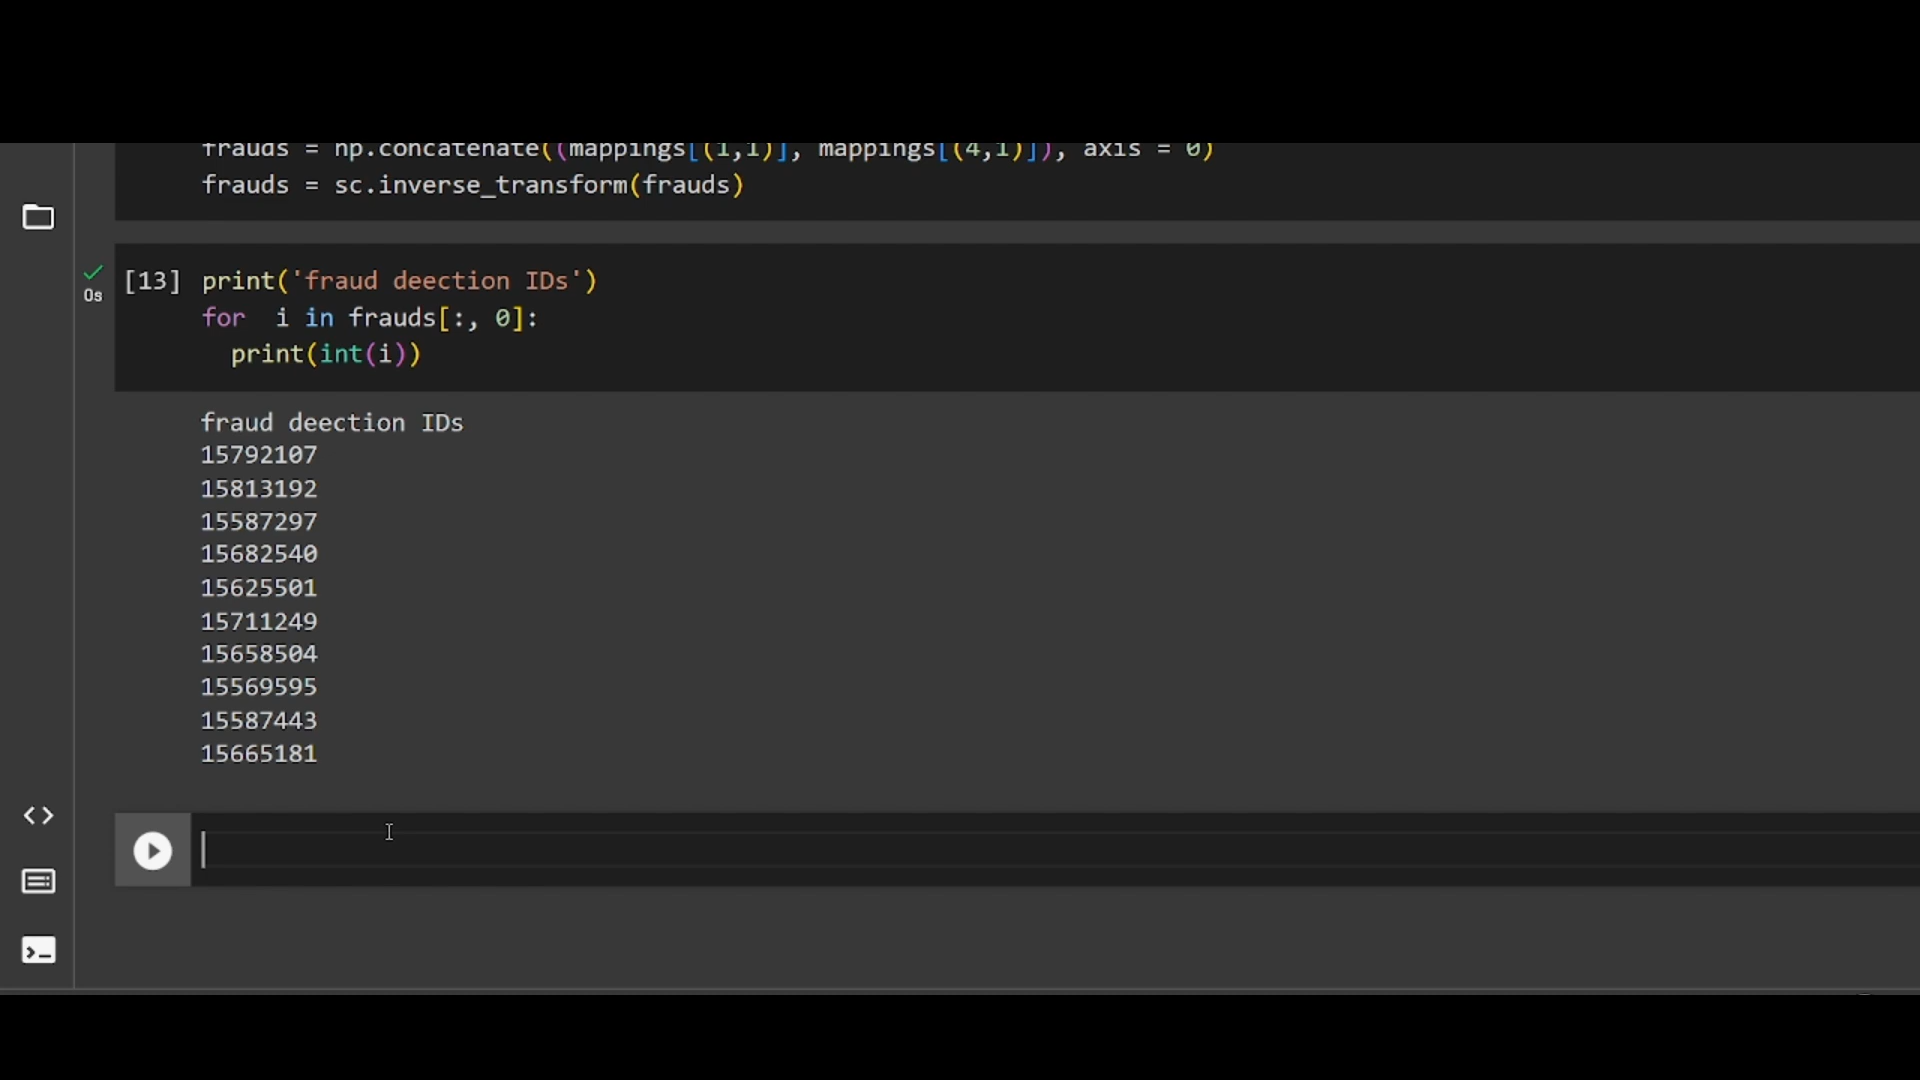 frauds = np.concatenate((mappings[(1,1)], mappings[(4,1)]), axis = 0)
frauds = sc.inverse_transform(frauds)
0s
[13] print('fraud deection IDs')
for  i in frauds[:, 0]:
  print(int(i))
fraud deection IDs
15792107
15813192
15587297
15682540
15625501
15711249
15658504
15569595
15587443
15665181